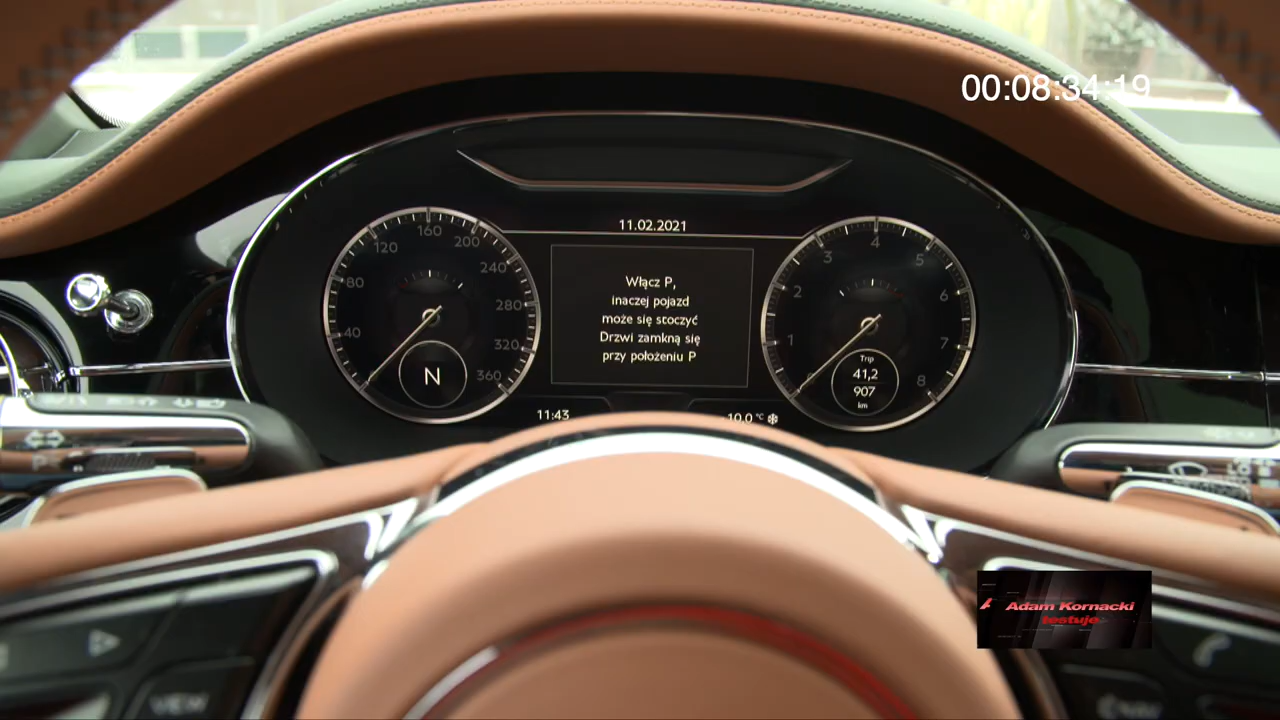 00:08:34:19
11.02.2021
40
80
120
160
200
240
280
320
360
N
Włącz P,
inaczej pojazd
może się stoczyć
Drzwi zamkną się
przy położeniu P
1
2
3
4
5
6
7
8
Trip
41,2
907
km
11:43
-10.0 °C
Adam Kornacki
testuje
VIEW